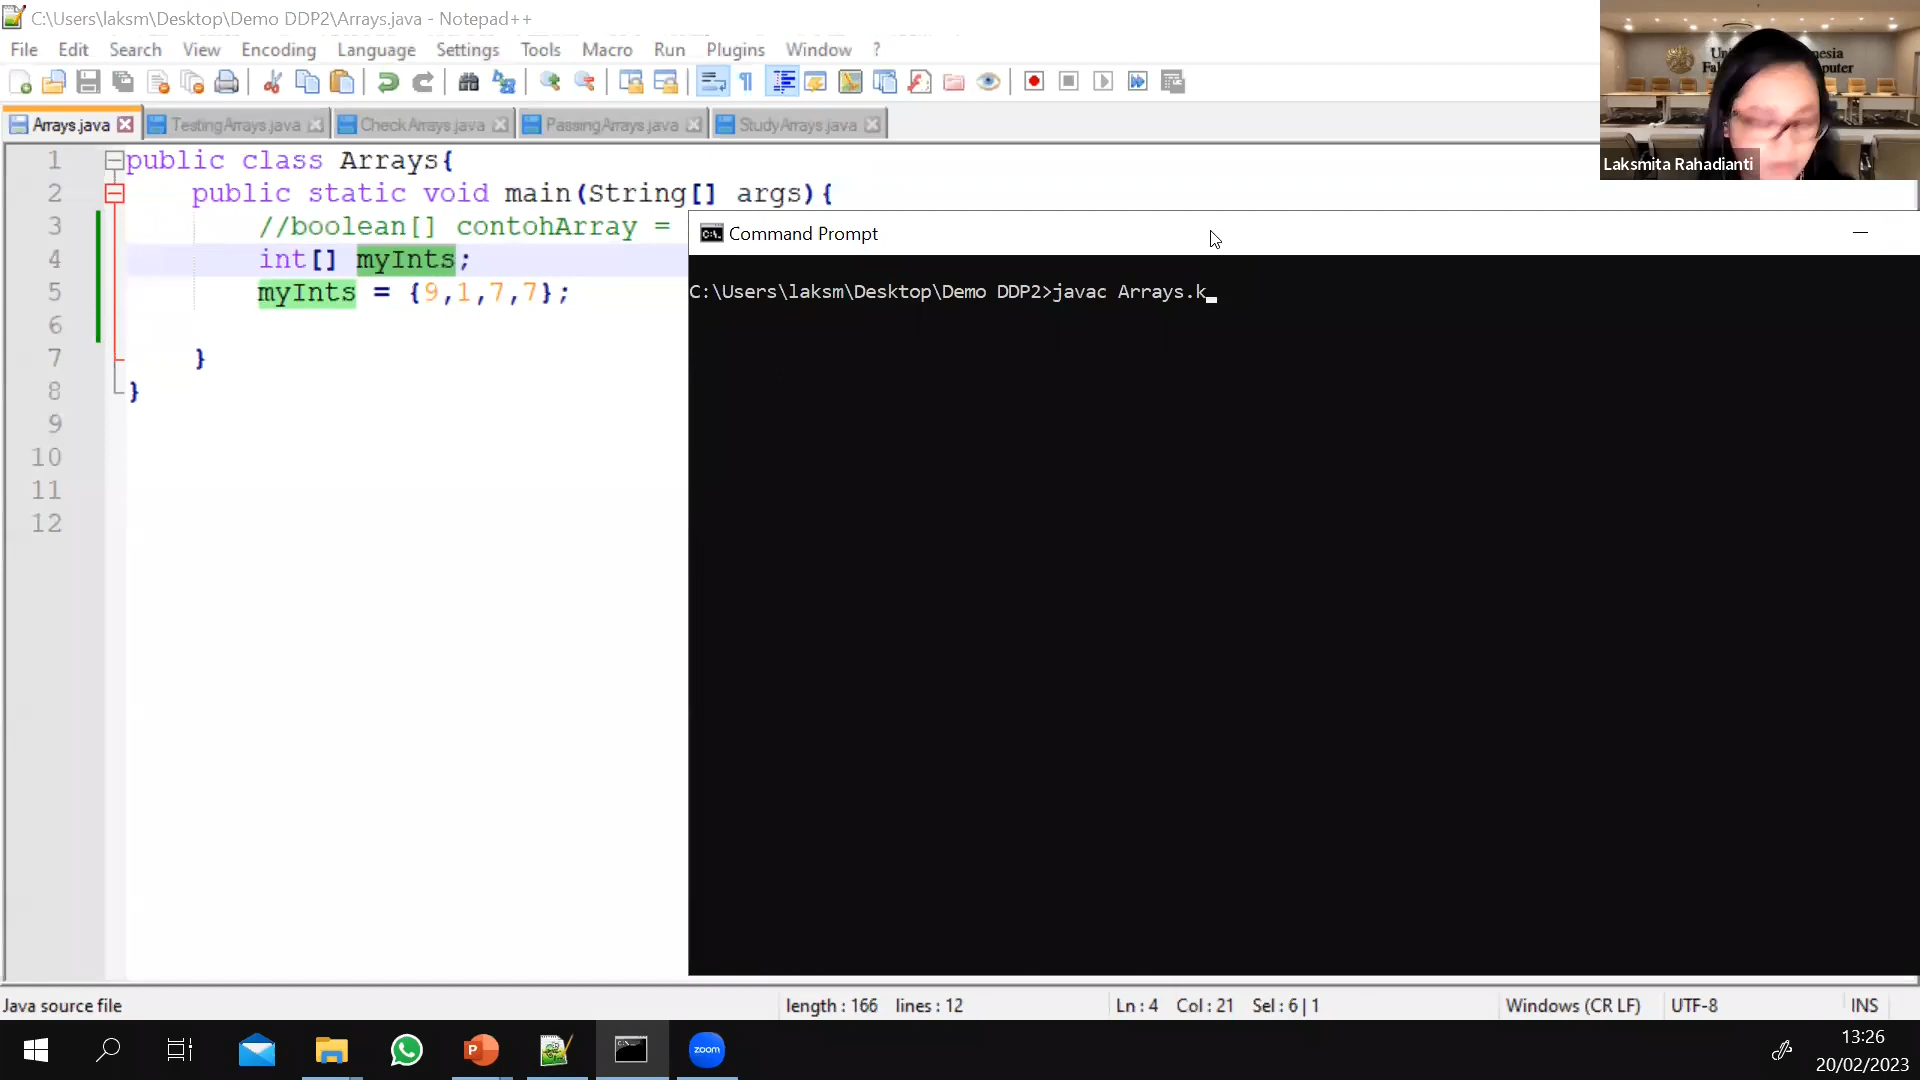 C:\Users\laksm\Desktop\Demo DDP2\Arrays.java - Notepad++
File Edit Search View Encoding Language Settings Tools Macro Run Plugins Window ?
Arrays.java TestingArrays.java CheckArrays.java PassingArrays.java StudyArrays.java
Laksmita Rahadianti
1 public class Arrays{
2 public static void main(String[] args){
3 //boolean[] contohArray =
4 int[] myInts;
5 myInts = {9,1,7,7};
6
7 }
8 }
9
10
11
12
Command Prompt
C:\Users\laksm\Desktop\Demo DDP2>javac Arrays.k
Java source file length : 166 lines : 12 Ln : 4 Col : 21 Sel : 6 | 1 Windows (CR LF) UTF-8 INS
zoom
13:26
20/02/2023